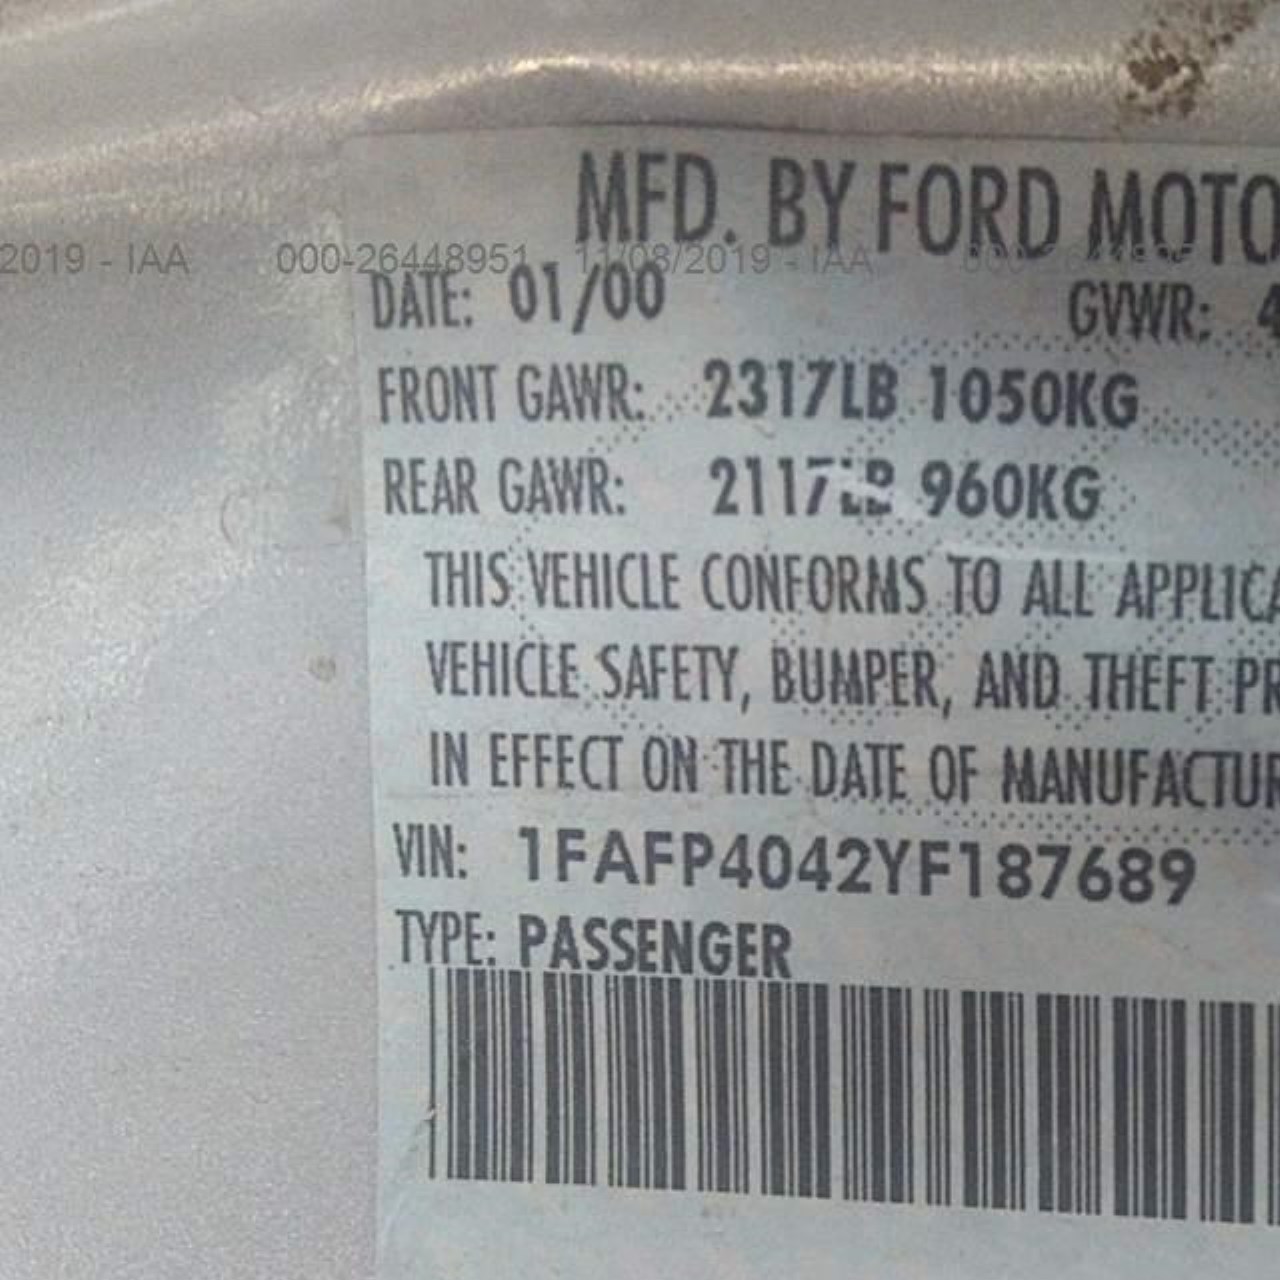 MFD. BY FORD MOTO
2019 - IAA 000-26448951 11/08/2019 - IAA
DATE: 01/00 GVWR: 4
FRONT GAWR: 2317LB 1050KG
REAR GAWR: 2117LB 960KG
THIS VEHICLE CONFORMS TO ALL APPLICA
VEHICLE SAFETY, BUMPER, AND THEFT PR
IN EFFECT ON THE DATE OF MANUFACTUR
VIN: 1FAFP4042YF187689
TYPE: PASSENGER